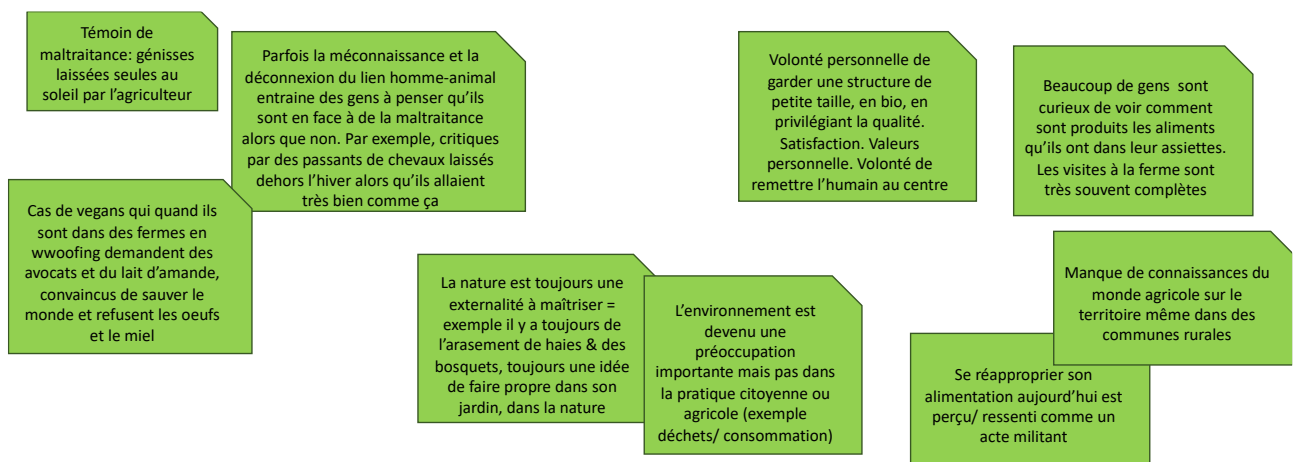 Témoin de
maltraitance: génisses
laissées seules au
soleil par l'agriculteur
Parfois la méconnaissance et la
déconnexion du lien homme-animal
entraine des gens à penser qu'ils
sont en face à de la maltraitance
alors que non. Par exemple, critiques
par des passants de chevaux laissés
dehors l'hiver alors qu'ils allaient
très bien comme ça
Cas de vegans qui quand ils
sont dans des fermes en
wwoofing demandent des
avocats et du lait d'amande,
convaincus de sauver le
monde et refusent les oeufs
et le miel
La nature est toujours une
externalité à maîtriser =
exemple il y a toujours de
l'arasement de haies & des
bosquets, toujours une idée
de faire propre dans son
jardin, dans la nature
L'environnement est
devenu une
préoccupation
importante mais pas dans
la pratique citoyenne ou
agricole (exemple
déchets/ consommation)
Volonté personnelle de
garder une structure de
petite taille, en bio, en
privilégiant la qualité.
Satisfaction. Valeurs
personnelle. Volonté de
remettre l'humain au centre
Beaucoup de gens sont
curieux de voir comment
sont produits les aliments
qu'ils ont dans leur assiettes.
Les visites à la ferme sont
très souvent complètes
Manque de connaissances du
monde agricole sur le
territoire même dans des
communes rurales
Se réapproprier son
alimentation aujourd'hui est
perçu/ ressenti comme un
acte militant